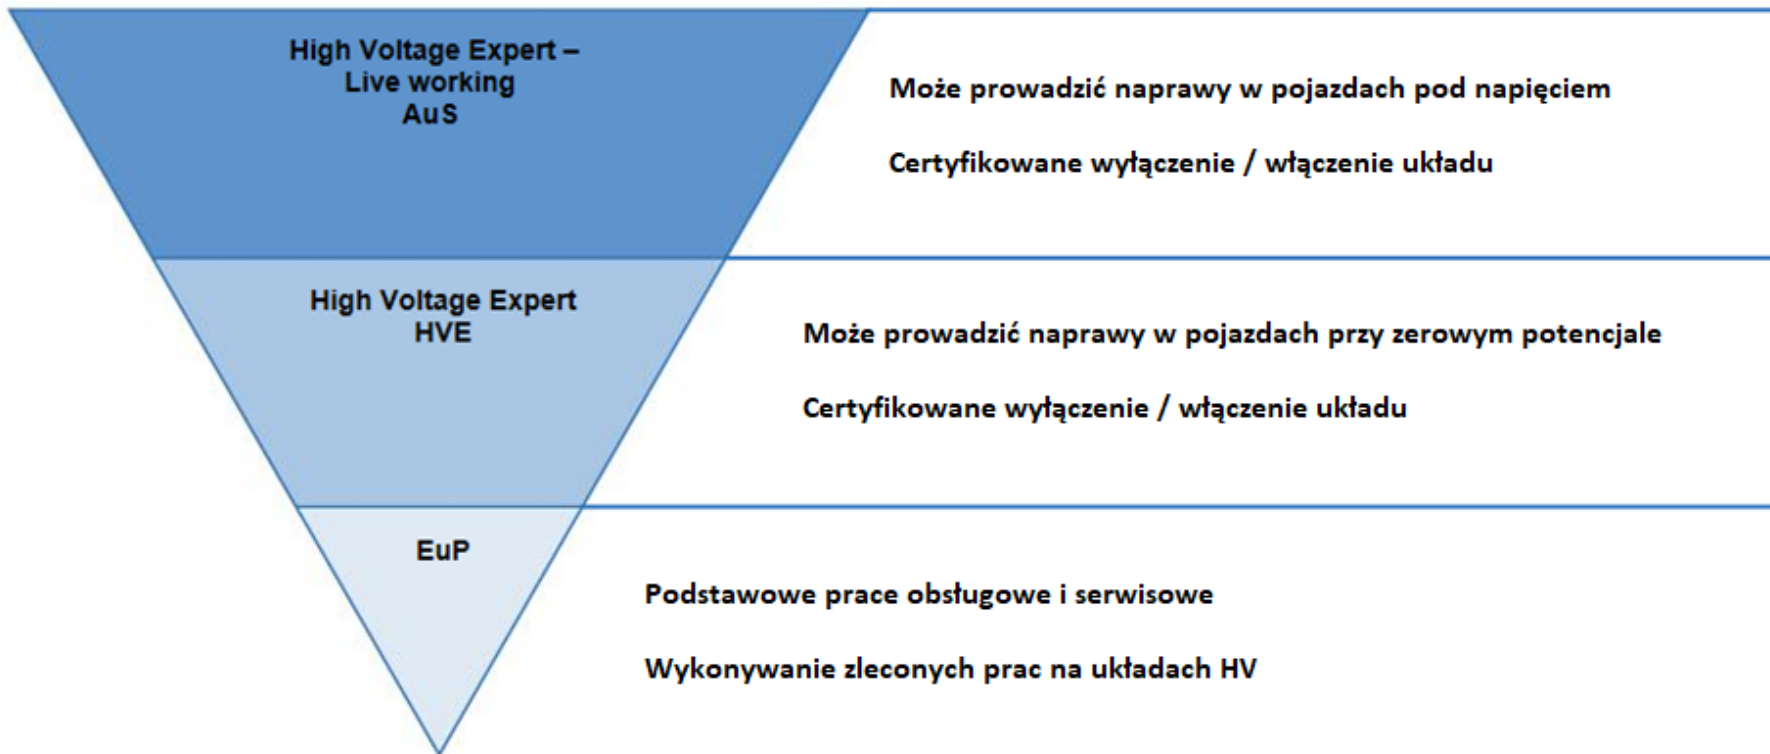 High Voltage Expert –
Live working
AuS
Może prowadzić naprawy w pojazdach pod napięciem
Certyfikowane wyłączenie / włączenie układu
High Voltage Expert
HVE
Może prowadzić naprawy w pojazdach przy zerowym potencjale
Certyfikowane wyłączenie / włączenie układu
EuP
Podstawowe prace obsługowe i serwisowe
Wykonywanie zleconych prac na układach HV